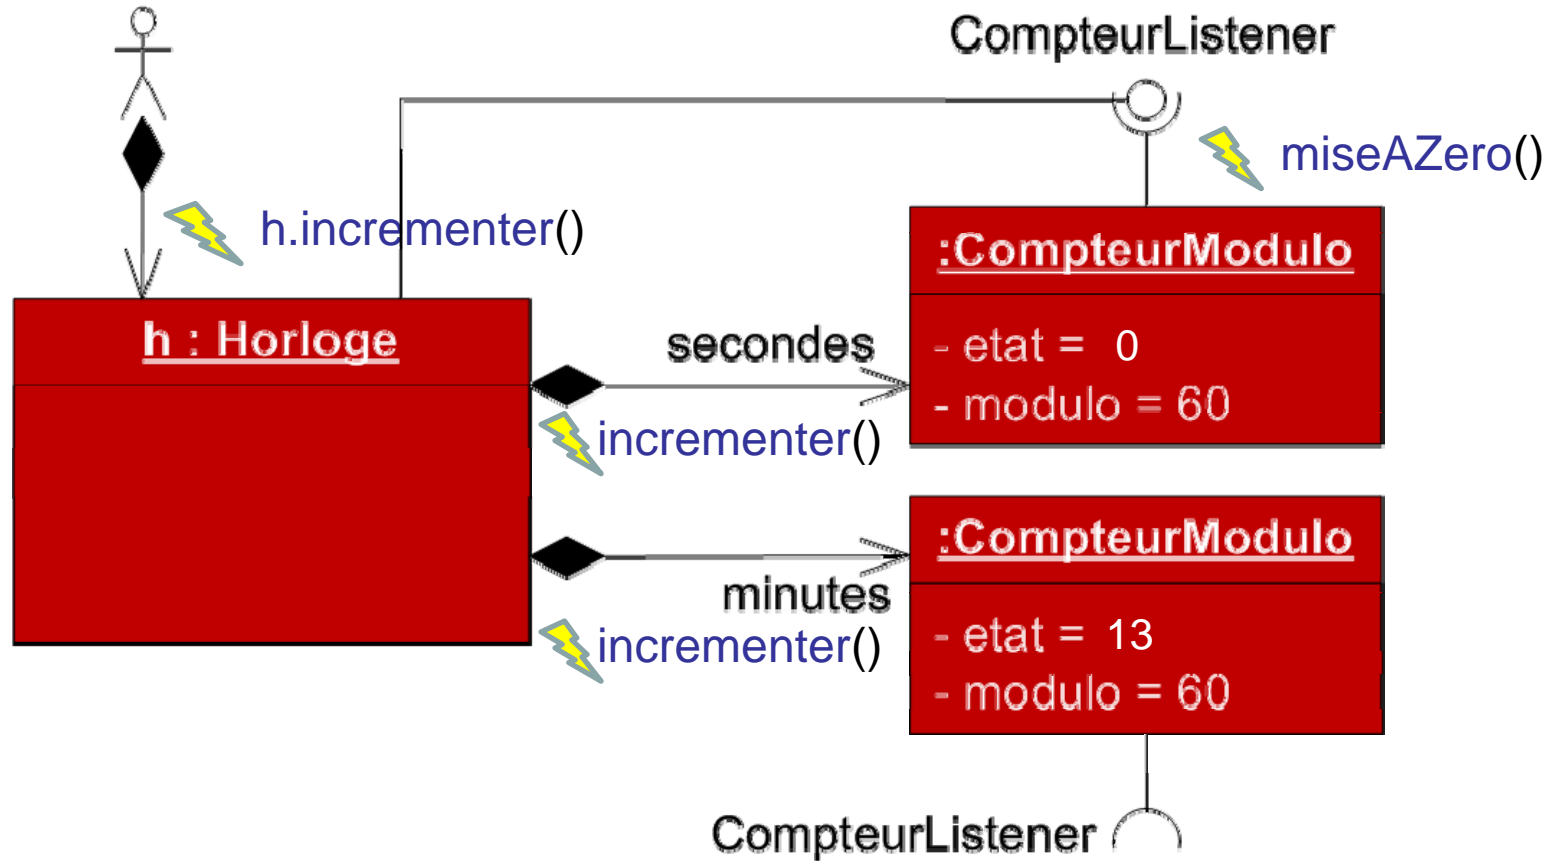 CompteurListener
miseAZero()
h.incrementer()
:CompteurModulo
- etat = 0
- modulo = 60
h : Horloge
secondes
incrementer()
:CompteurModulo
- etat = 13
- modulo = 60
minutes
incrementer()
CompteurListener